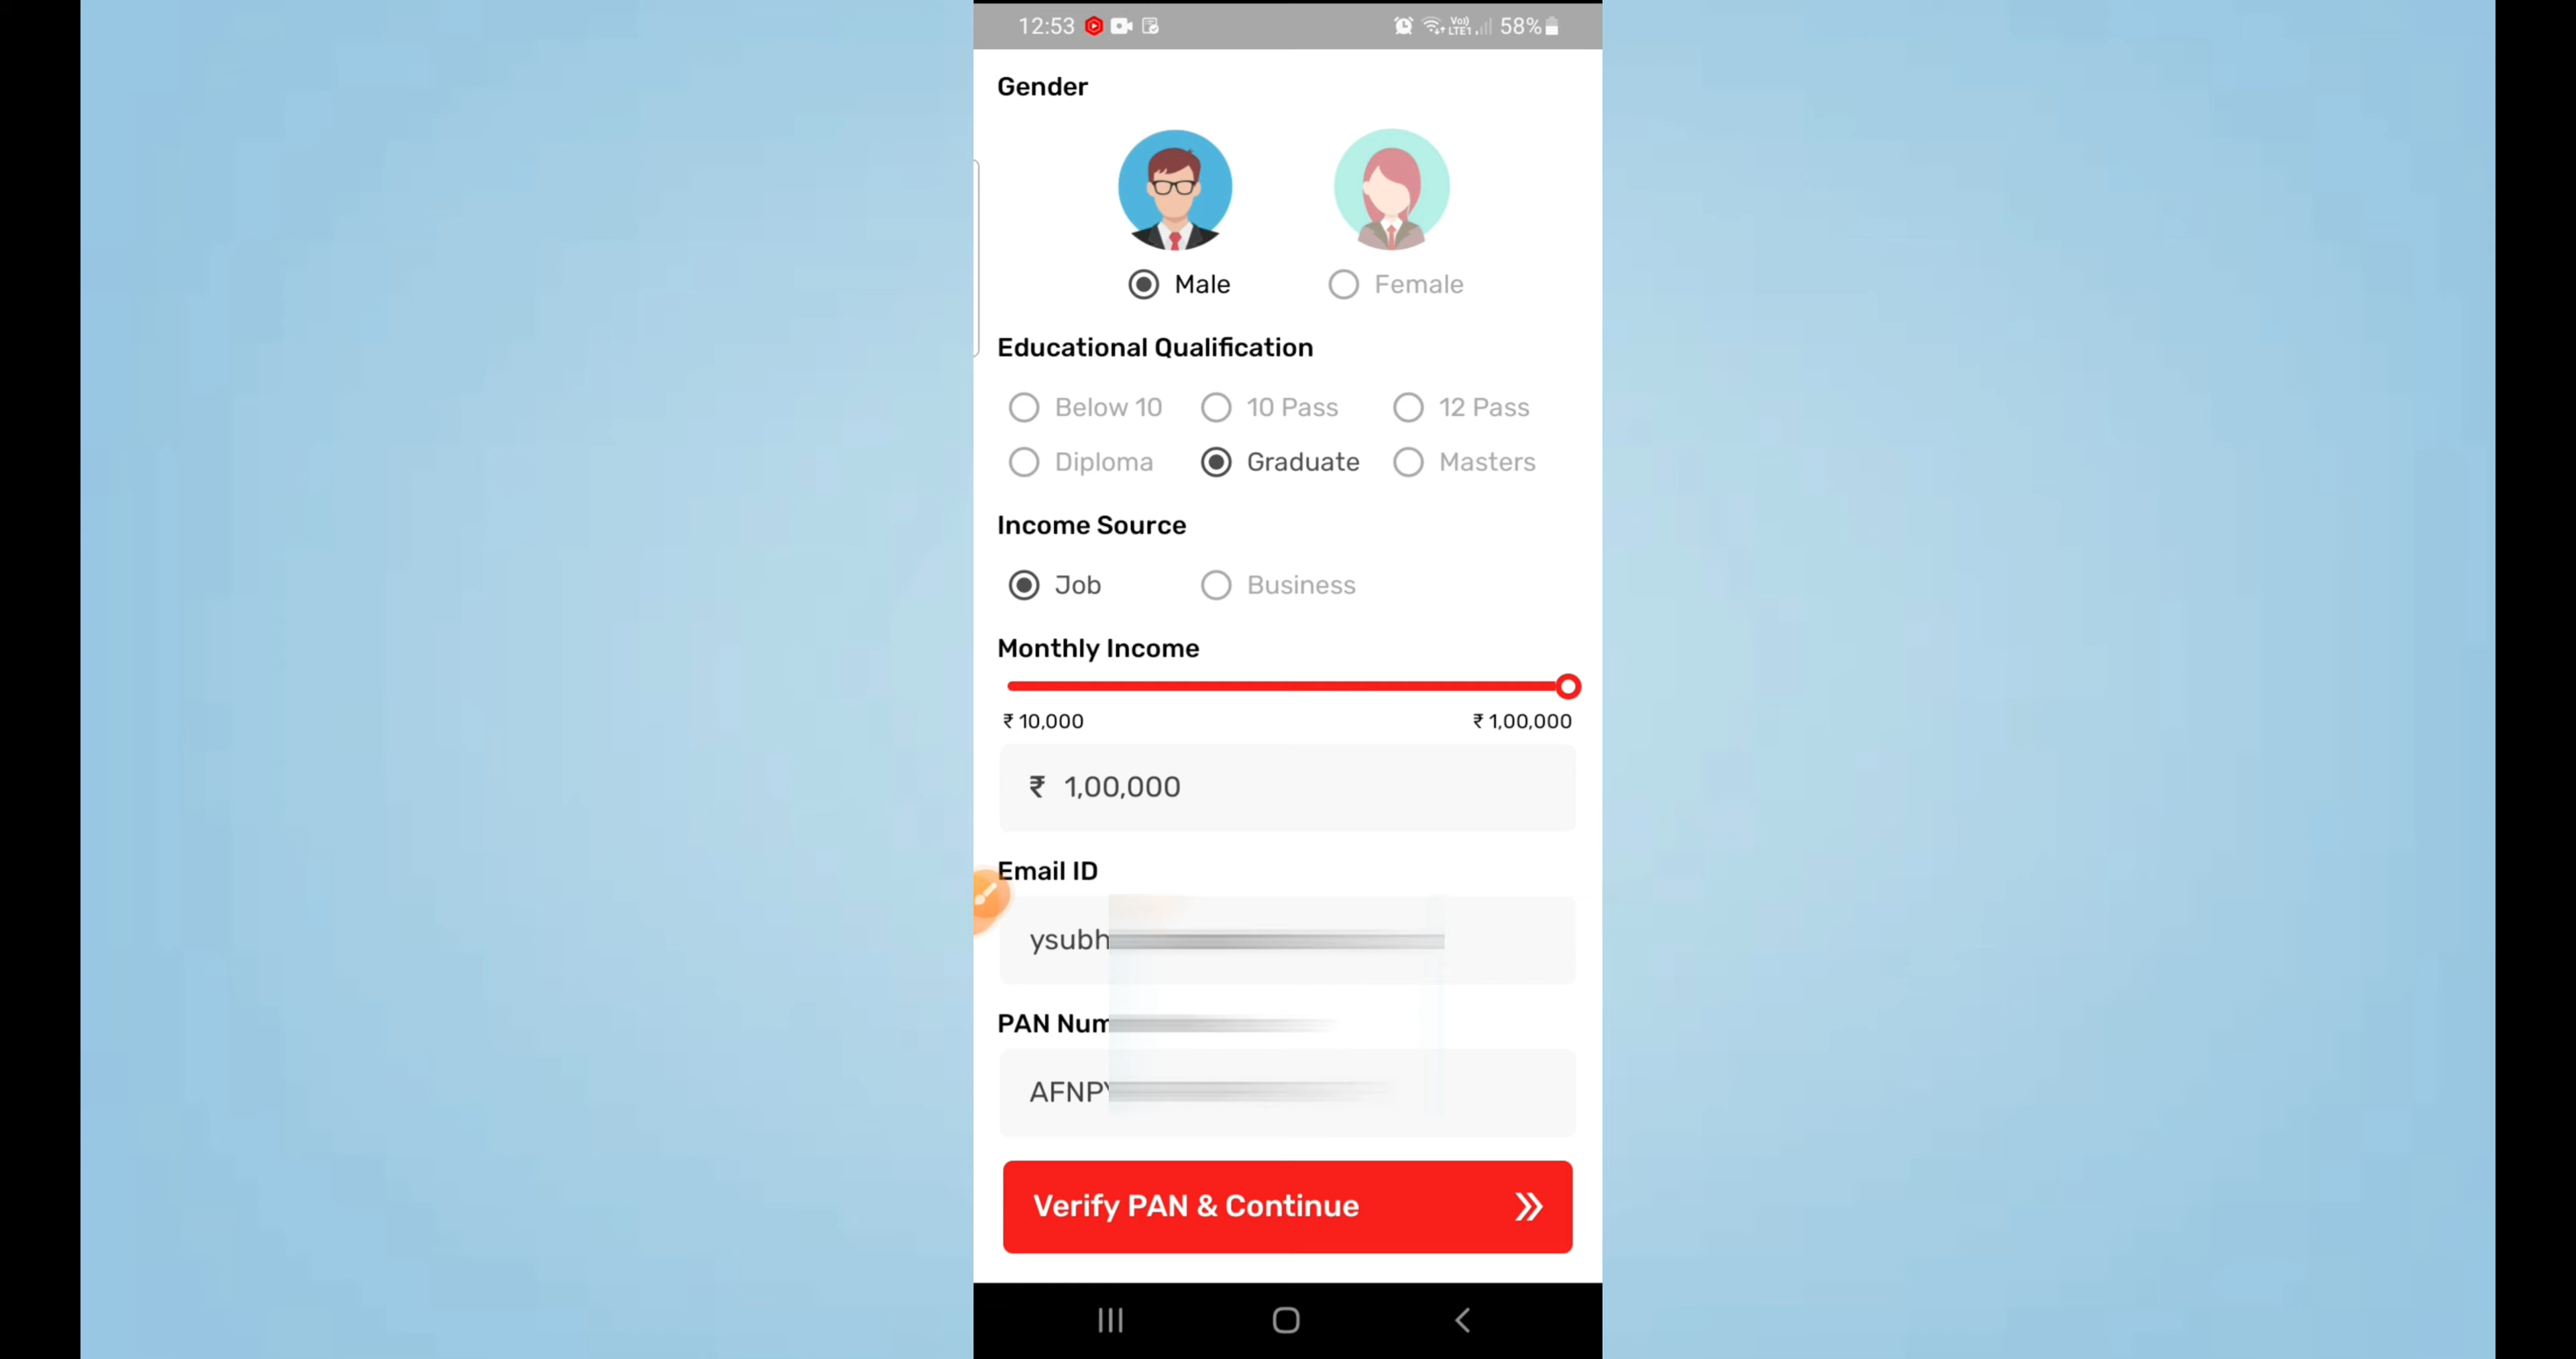 12:53 Vo) LTE1 58%
Gender
Male Female
Educational Qualification
Below 10 10 Pass 12 Pass
Diploma Graduate Masters
Income Source
Job Business
Monthly Income
₹ 10,000 ₹ 1,00,000
₹ 1,00,000
Email ID
ysubh
PAN Num
AFNP
Verify PAN & Continue